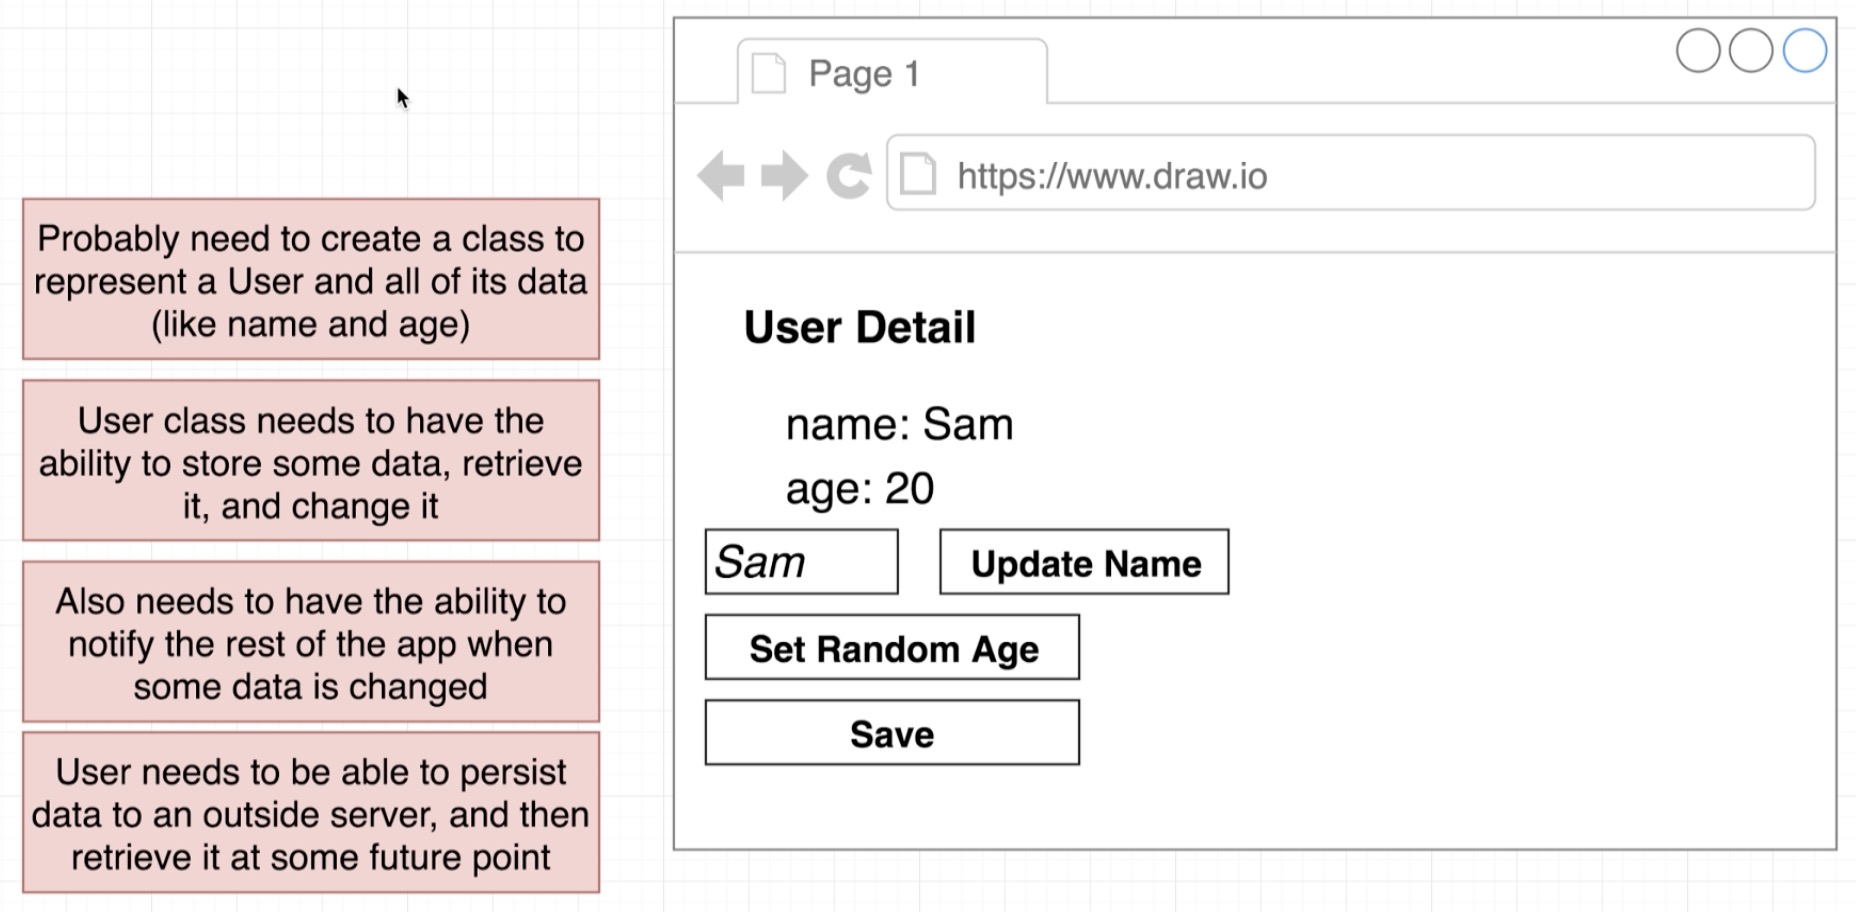 Probably need to create a class to
represent a User and all of its data
(like name and age)
User class needs to have the
ability to store some data, retrieve
it, and change it
Also needs to have the ability to
notify the rest of the app when
some data is changed
User needs to be able to persist
data to an outside server, and then
retrieve it at some future point
Page 1
https://www.draw.io
User Detail
name: Sam
age: 20
Sam
Update Name
Set Random Age
Save